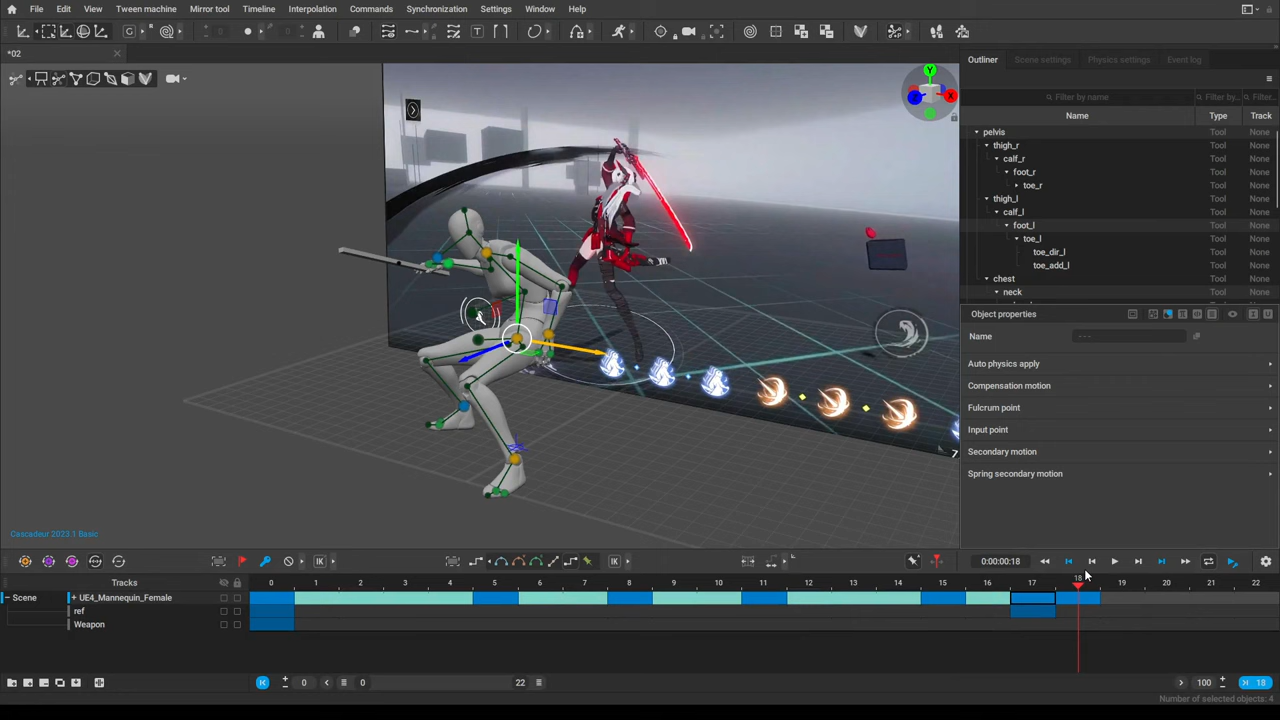 File Edit View Tween machine Mirror tool Timeline Interpolation Commands Synchronization Settings Window Help
*02
Outliner Scene settings Physics settings Event log
Filter by name Filter by... Filter...
Name Type Track
pelvis Tool None
thigh_r Tool None
calf_r Tool None
foot_r Tool None
toe_r Tool None
thigh_l Tool None
calf_l Tool None
foot_l Tool None
toe_l Tool None
toe_dir_l Tool None
toe_add_l Tool None
chest Tool None
neck Tool None
Object properties
Name ---
Auto physics apply
Compensation motion
Fulcrum point
Input point
Secondary motion
Spring secondary motion
Y
X
7
Cascadeur 2023.1 Basic
IK IK 0:00:00:18
Tracks 0 1 2 3 4 5 6 7 8 9 10 11 12 13 14 15 16 17 18 19 20 21 22
Scene + UE4_Mannequin_Female
ref
Weapon
0 0 22 100 18
Number of selected objects: 4